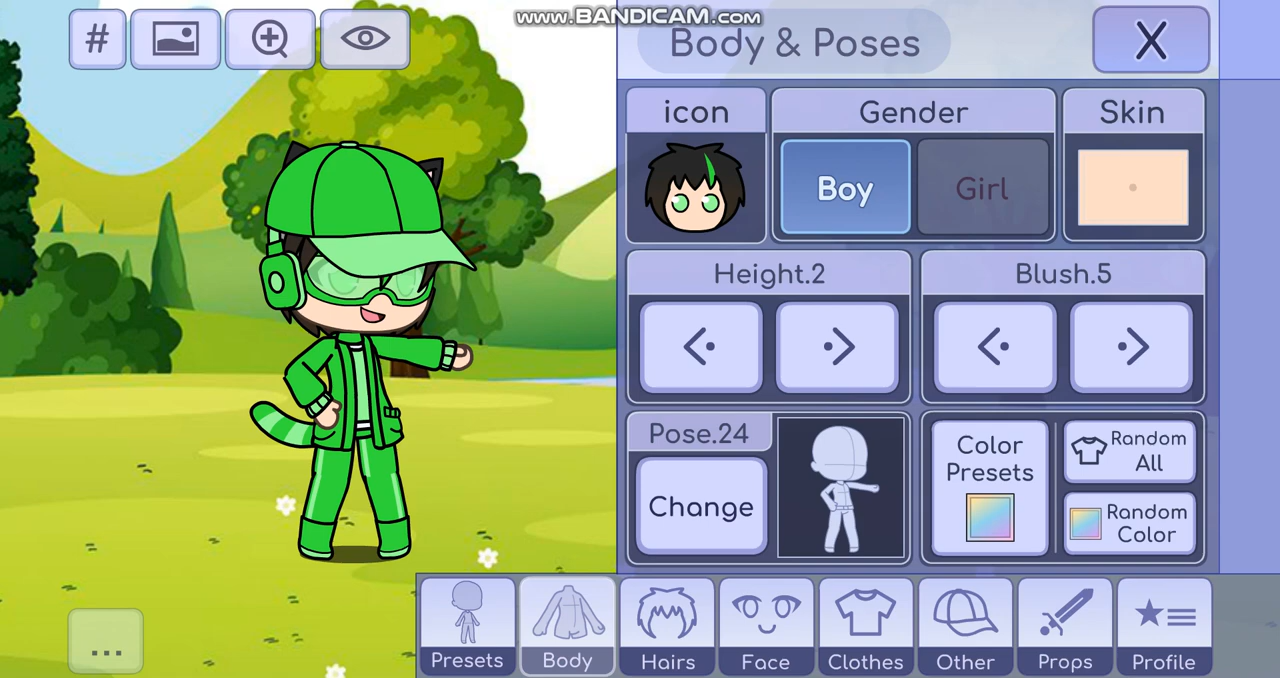 www.BANDICAM.com
#
Body & Poses
X
icon
Gender
Skin
Boy
Girl
Height.2
Blush.5
Pose.24
Change
Color
Presets
Random
All
Random
Color
...
Presets
Body
Hairs
Face
Clothes
Other
Props
Profile